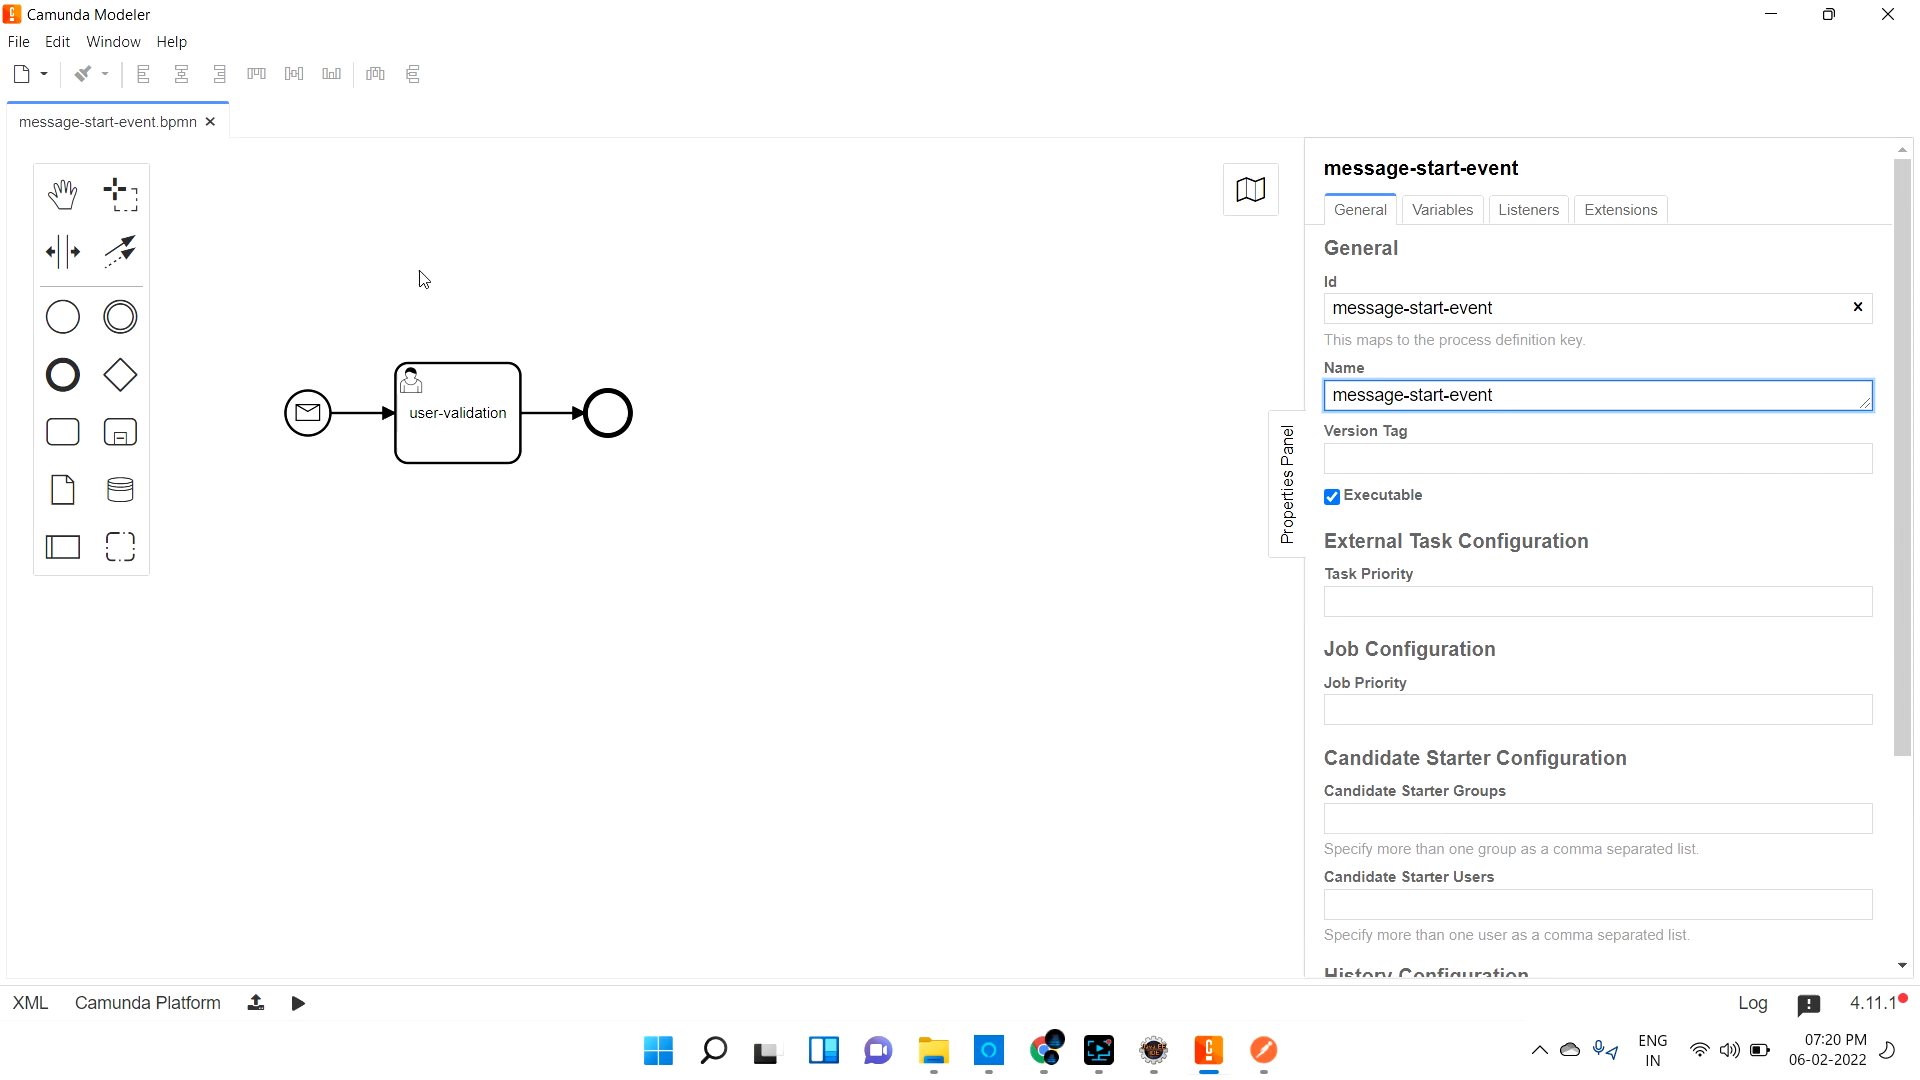 Camunda Modeler
File Edit Window Help
message-start-event.bpmn
user-validation
Properties Panel
message-start-event
General Variables Listeners Extensions
General
Id
message-start-event
This maps to the process definition key.
Name
message-start-event
Version Tag
Executable
External Task Configuration
Task Priority
Job Configuration
Job Priority
Candidate Starter Configuration
Candidate Starter Groups
Specify more than one group as a comma separated list.
Candidate Starter Users
Specify more than one user as a comma separated list.
History Configuration
XML Camunda Platform Log 4.11.1
ENG 07:20 PM
IN 06-02-2022